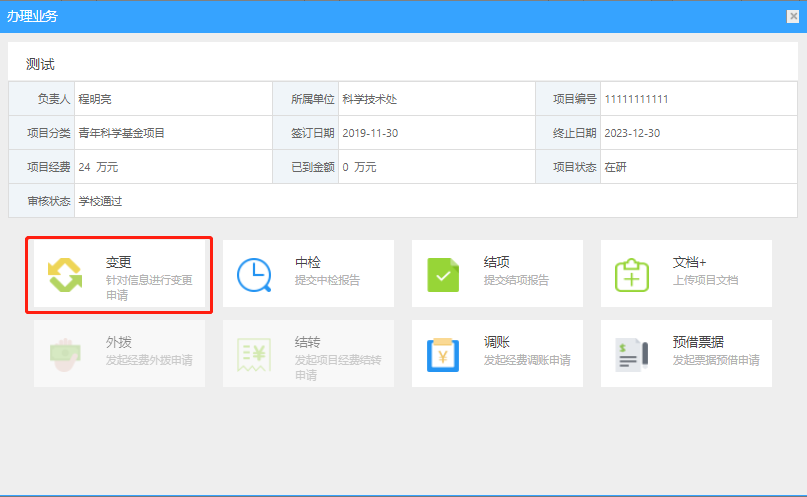 办理业务
测试
负责人 程明亮 所属单位 科学技术处 项目编号 11111111111
项目分类 青年科学基金项目 签订日期 2019-11-30 终止日期 2023-12-30
项目经费 24 万元 已到金额 0 万元 项目状态 在研
审核状态 学校通过
变更
针对信息进行变更
申请
中检
提交中检报告
结项
提交结项报告
文档+
上传项目文档
外拨
发起经费外拨申请
结转
发起项目经费结转
申请
调账
发起经费调账申请
预借票据
发起票据预借申请